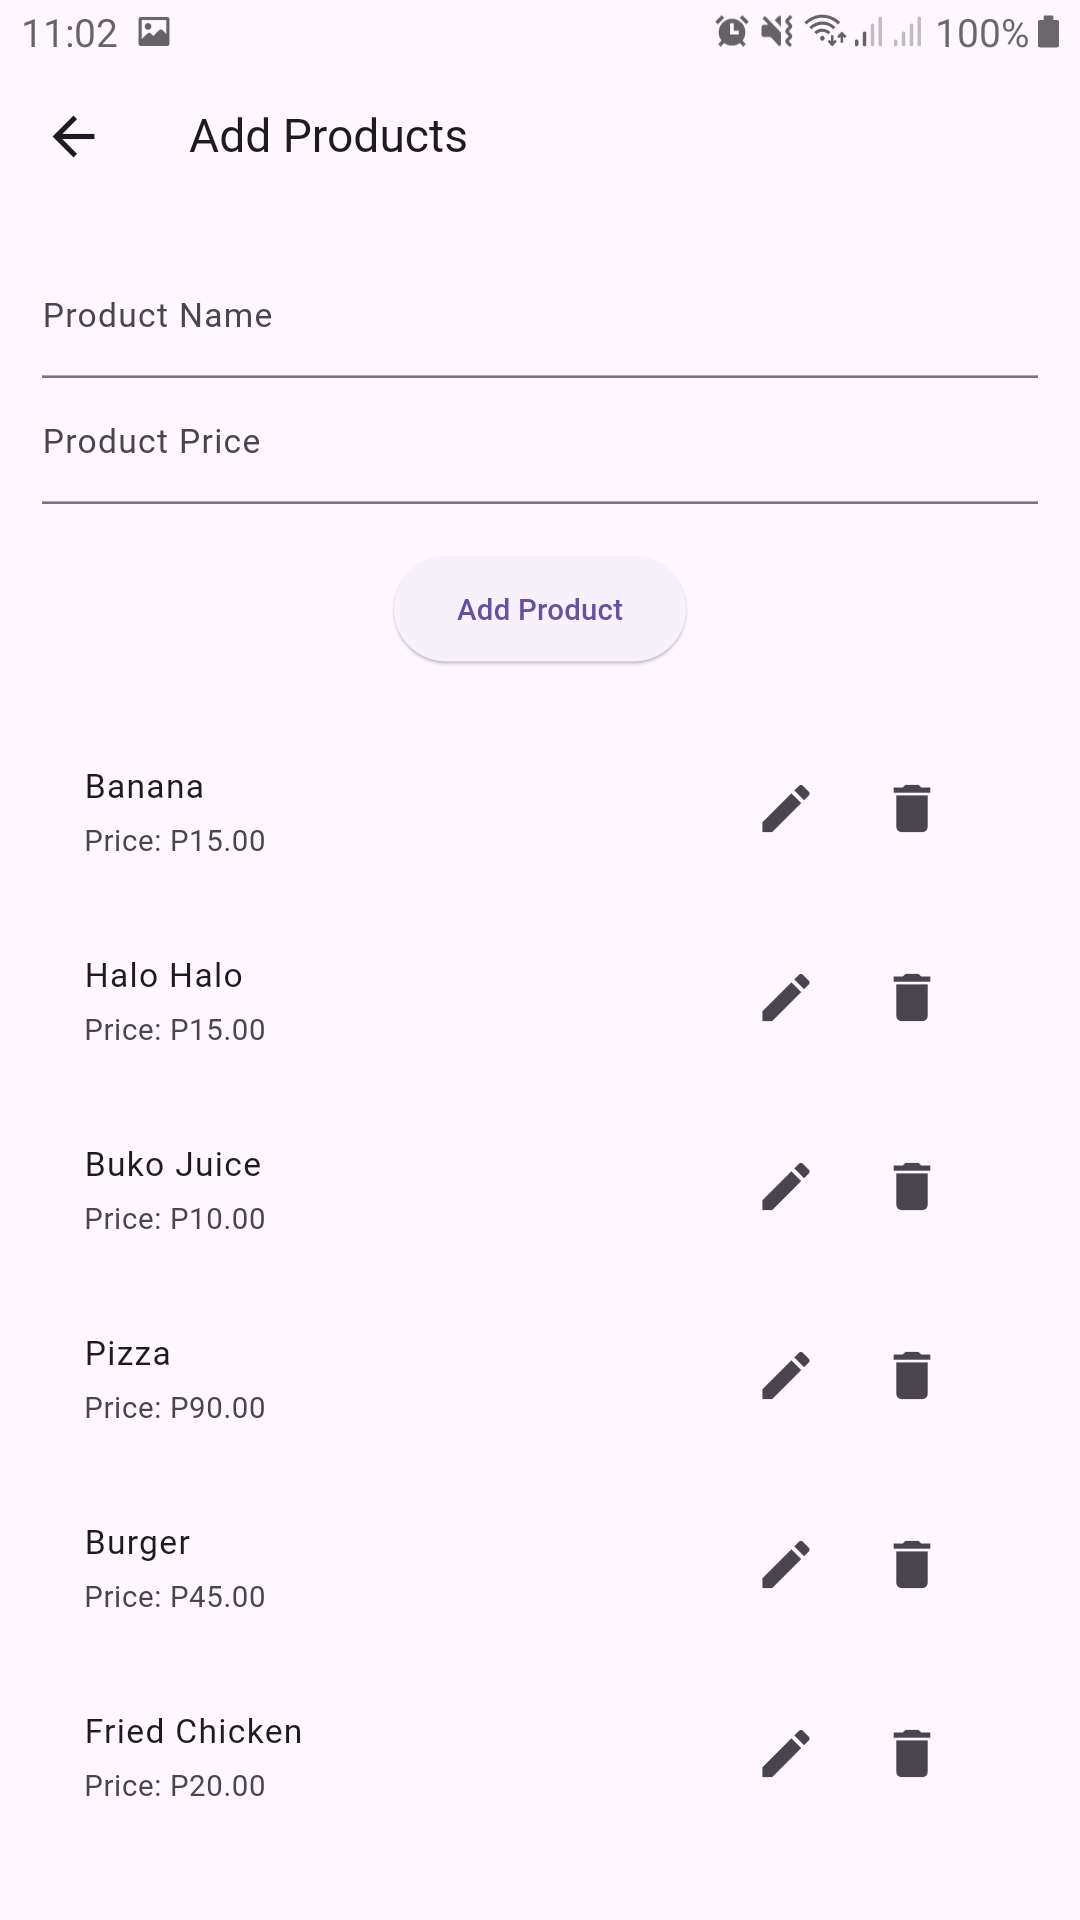 11:02 100%
Add Products
Product Name
Product Price
Add Product
Banana
Price: P15.00
Halo Halo
Price: P15.00
Buko Juice
Price: P10.00
Pizza
Price: P90.00
Burger
Price: P45.00
Fried Chicken
Price: P20.00